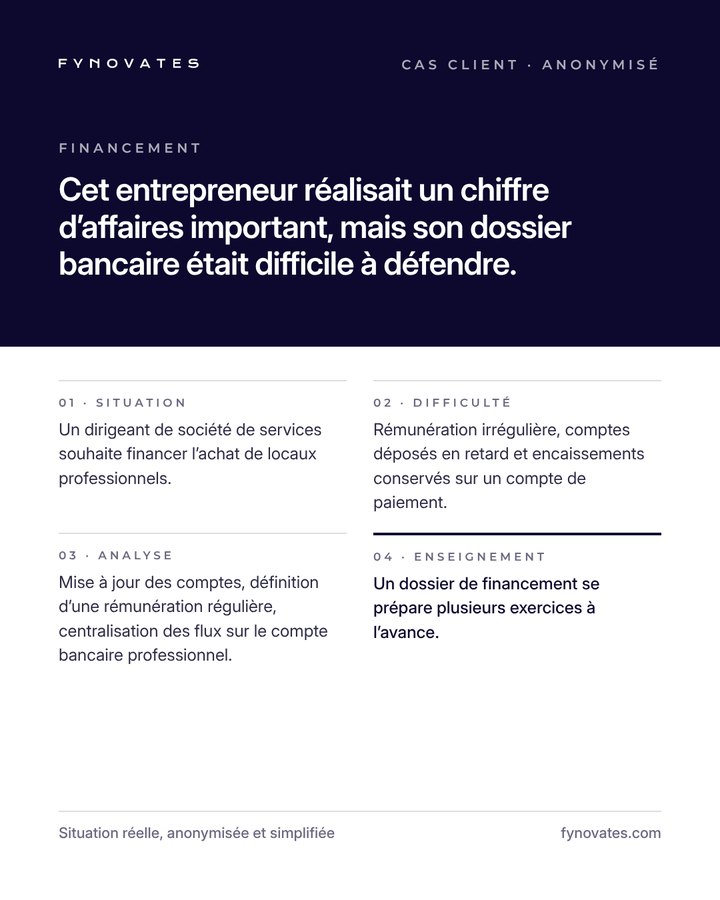 FYNOVATES
CAS CLIENT · ANONYMISÉ
FINANCEMENT
Cet entrepreneur réalisait un chiffre
d’affaires important, mais son dossier
bancaire était difficile à défendre.
01 · SITUATION
Un dirigeant de société de services
souhaite financer l’achat de locaux
professionnels.
02 · DIFFICULTÉ
Rémunération irrégulière, comptes
déposés en retard et encaissements
conservés sur un compte de
paiement.
03 · ANALYSE
Mise à jour des comptes, définition
d’une rémunération régulière,
centralisation des flux sur le compte
bancaire professionnel.
04 · ENSEIGNEMENT
Un dossier de financement se
prépare plusieurs exercices à
l’avance.
Situation réelle, anonymisée et simplifiée
fynovates.com